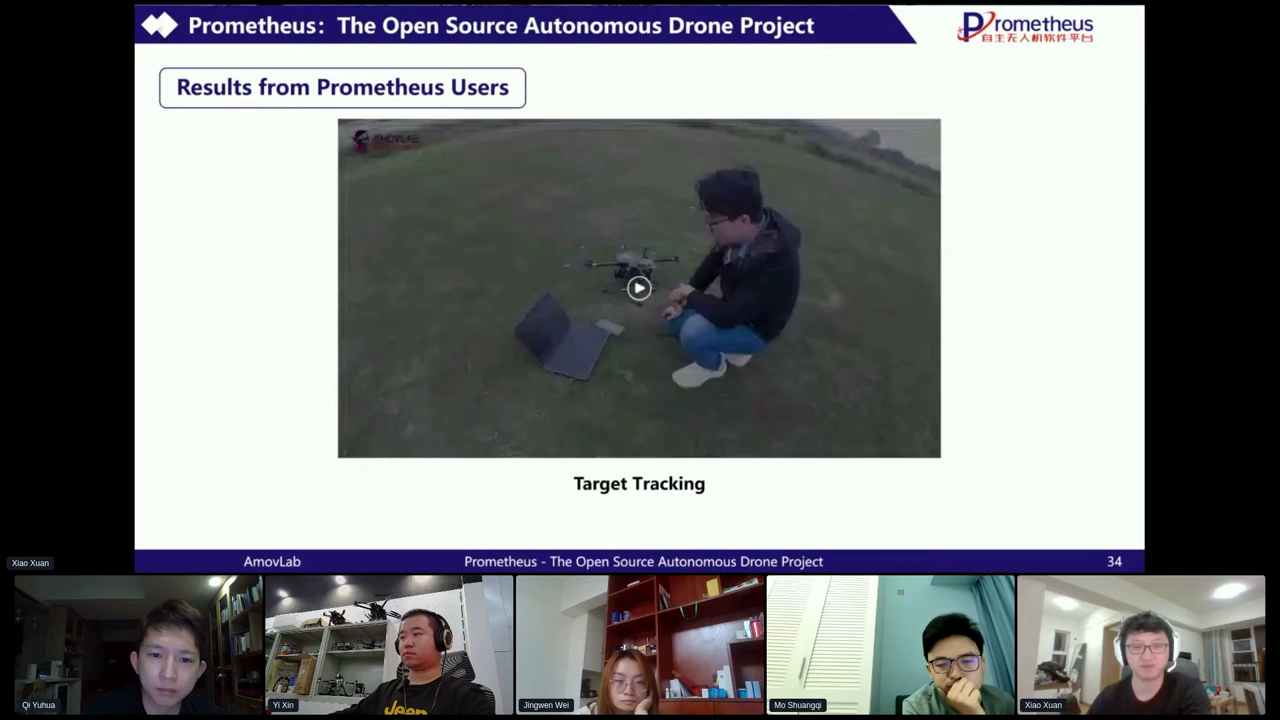 Prometheus: The Open Source Autonomous Drone Project
Prometheus
自主无人机软件平台
Results from Prometheus Users
AMOVLAB
Target Tracking
AmovLab
Prometheus - The Open Source Autonomous Drone Project
34
Xiao Xuan
Qi Yuhua
Yi Xin
Jeep
Jingwen Wei
Mo Shuangqi
Xiao Xuan